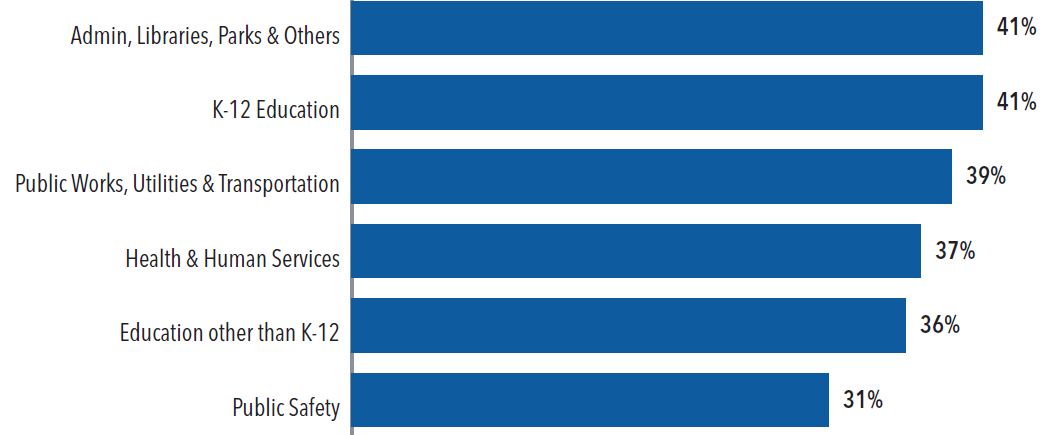 Admin, Libraries, Parks & Others 41%
K-12 Education 41%
Public Works, Utilities & Transportation 39%
Health & Human Services 37%
Education other than K-12 36%
Public Safety 31%